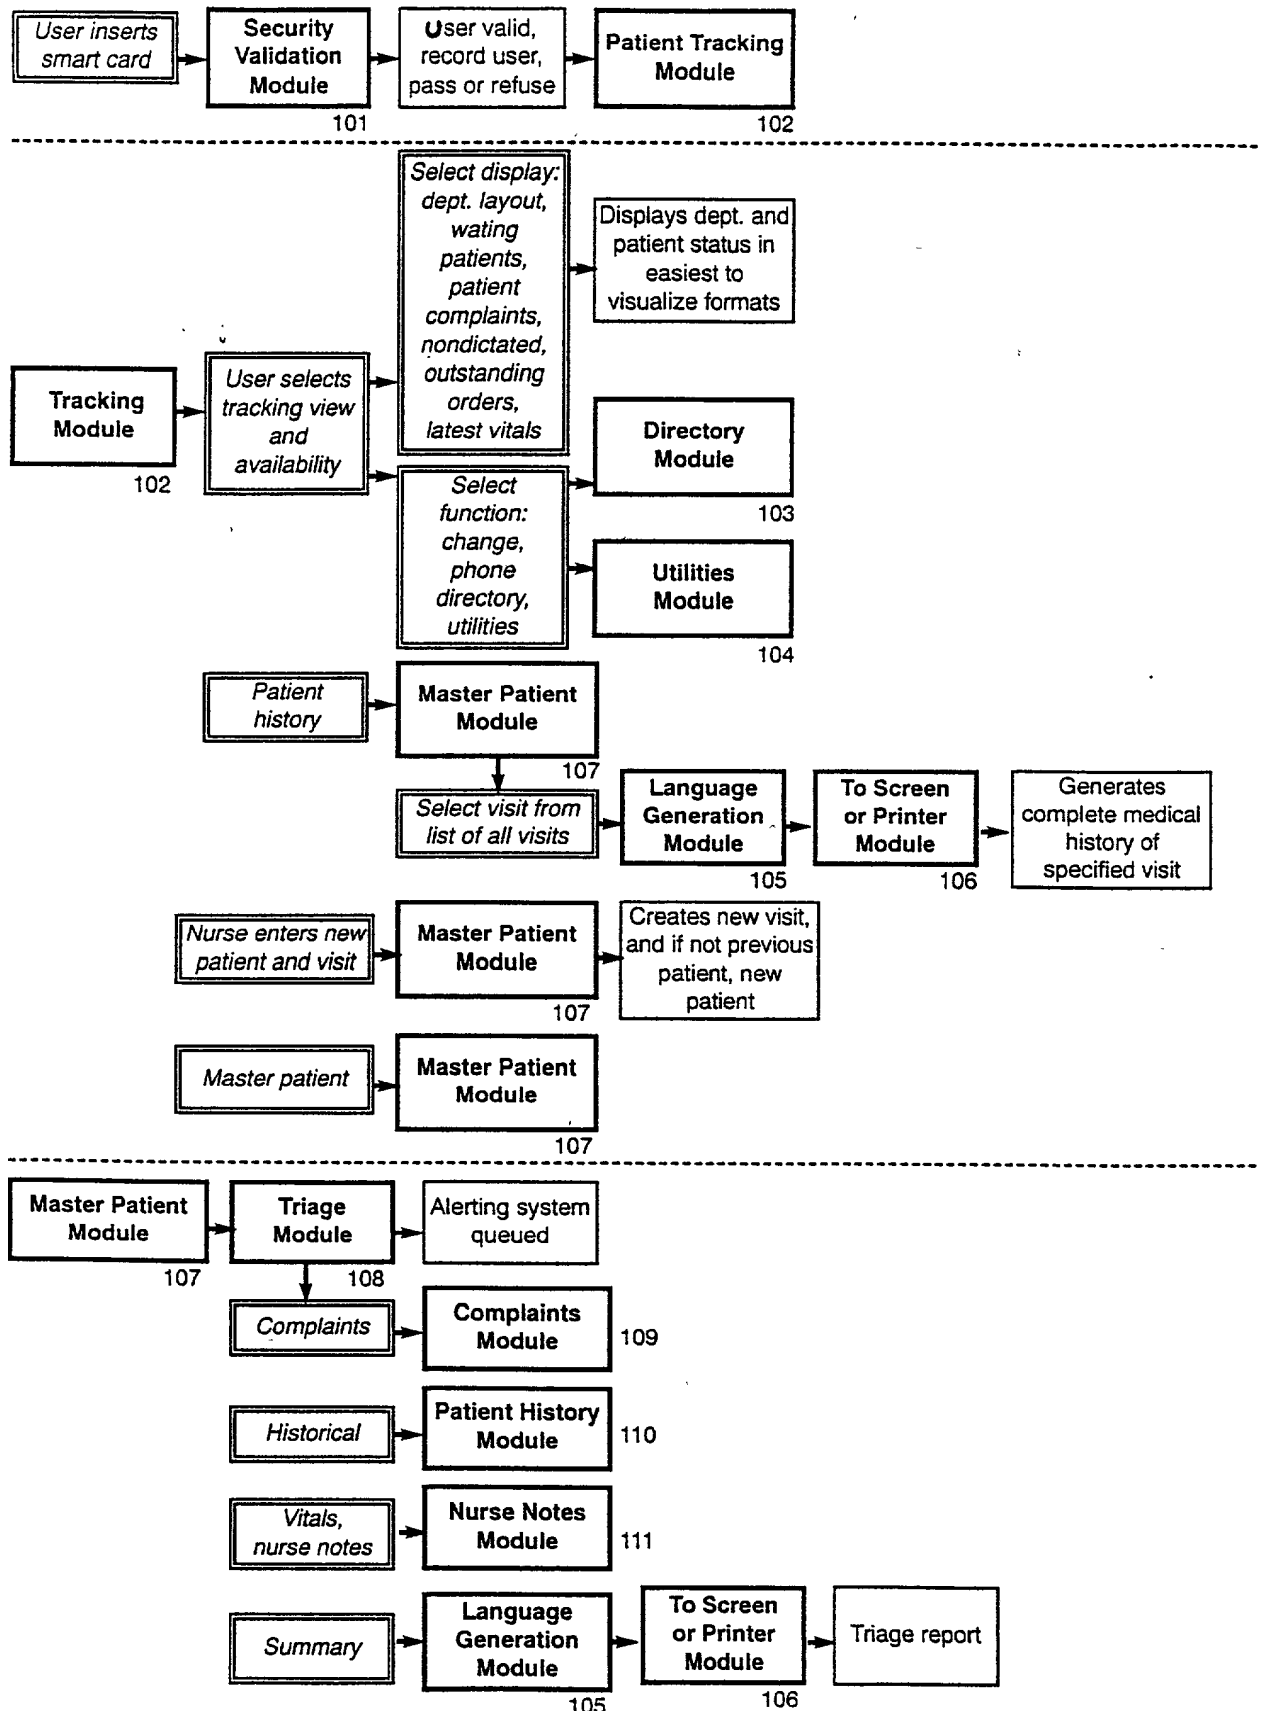 User inserts
smart card
Security
Validation
Module
101
User valid,
record user,
pass or refuse
Patient Tracking
Module
102
Select display:
dept. layout,
wating
patients,
patient
complaints,
nondictated,
outstanding
orders,
latest vitals
Displays dept. and
patient status in
easiest to
visualize formats
Tracking
Module
102
User selects
tracking view
and
availability
Directory
Module
103
Select
function:
change,
phone
directory,
utilities
Utilities
Module
104
Patient
history
Master Patient
Module
107
Select visit from
list of all visits
Language
Generation
Module
105
To Screen
or Printer
Module
106
Generates
complete medical
history of
specified visit
Nurse enters new
patient and visit
Master Patient
Module
107
Creates new visit,
and if not previous
patient, new
patient
Master patient
Master Patient
Module
107
Master Patient
Module
107
Triage
Module
108
Alerting system
queued
Complaints
Complaints
Module
109
Historical
Patient History
Module
110
Vitals,
nurse notes
Nurse Notes
Module
111
Summary
Language
Generation
Module
105
To Screen
or Printer
Module
106
Triage report